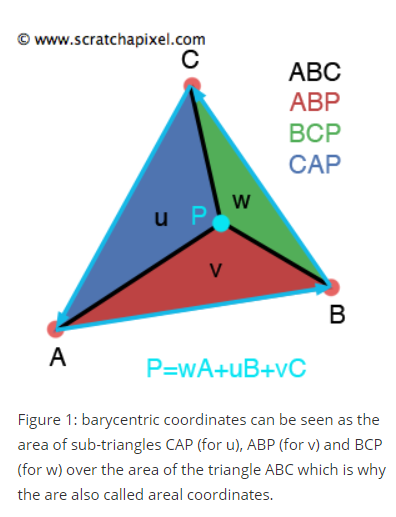 © www.scratchapixel.com
C
ABC
ABP
BCP
CAP
w
u
P
v
B
A
P=wA+uB+vC
Figure 1: barycentric coordinates can be seen as the
area of sub-triangles CAP (for u), ABP (for v) and BCP
(for w) over the area of the triangle ABC which is why
the are also called areal coordinates.